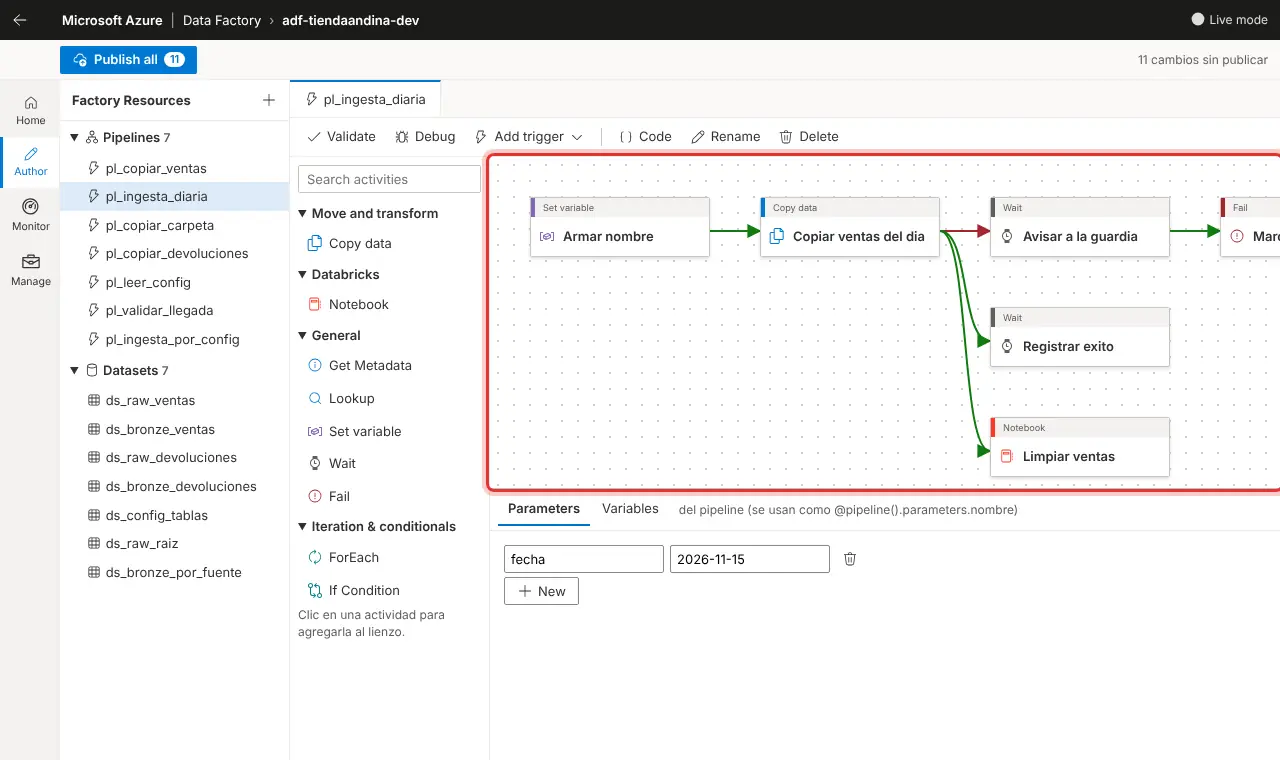 Microsoft Azure | Data Factory › adf-tiendaandina-dev
Live mode
Publish all 11
11 cambios sin publicar
Home
Author
Monitor
Manage
Factory Resources
Pipelines 7
pl_copiar_ventas
pl_ingesta_diaria
pl_copiar_carpeta
pl_copiar_devoluciones
pl_leer_config
pl_validar_llegada
pl_ingesta_por_config
Datasets 7
ds_raw_ventas
ds_bronze_ventas
ds_raw_devoluciones
ds_bronze_devoluciones
ds_config_tablas
ds_raw_raiz
ds_bronze_por_fuente
pl_ingesta_diaria
Validate Debug Add trigger Code Rename Delete
Search activities
Move and transform
Copy data
Databricks
Notebook
General
Get Metadata
Lookup
Set variable
Wait
Fail
Iteration & conditionals
ForEach
If Condition
Clic en una actividad para
agregarla al lienzo.
Set variable
Armar nombre
Copy data
Copiar ventas del dia
Wait
Avisar a la guardia
Fail
Marc
Wait
Registrar exito
Notebook
Limpiar ventas
Parameters Variables del pipeline (se usan como @pipeline().parameters.nombre)
fecha 2026-11-15
New